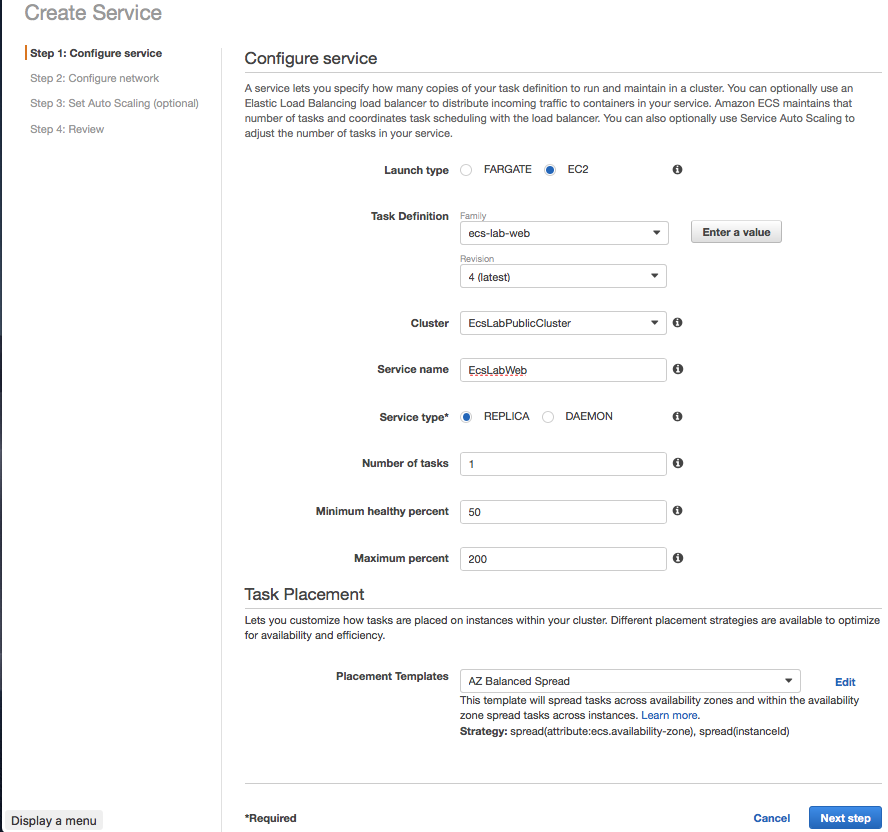 Create Service
Step 1: Configure service
Step 2: Configure network
Step 3: Set Auto Scaling (optional)
Step 4: Review
Configure service
A service lets you specify how many copies of your task definition to run and maintain in a cluster. You can optionally use an
Elastic Load Balancing load balancer to distribute incoming traffic to containers in your service. Amazon ECS maintains that
number of tasks and coordinates task scheduling with the load balancer. You can also optionally use Service Auto Scaling to
adjust the number of tasks in your service.
Launch type FARGATE EC2
Task Definition Family
ecs-lab-web Enter a value
Revision
4 (latest)
Cluster EcsLabPublicCluster
Service name EcsLabWeb
Service type* REPLICA DAEMON
Number of tasks 1
Minimum healthy percent 50
Maximum percent 200
Task Placement
Lets you customize how tasks are placed on instances within your cluster. Different placement strategies are available to optimize
for availability and efficiency.
Placement Templates AZ Balanced Spread Edit
This template will spread tasks across availability zones and within the availability
zone spread tasks across instances. Learn more.
Strategy: spread(attribute:ecs.availability-zone), spread(instanceId)
*Required Cancel Next step
Display a menu